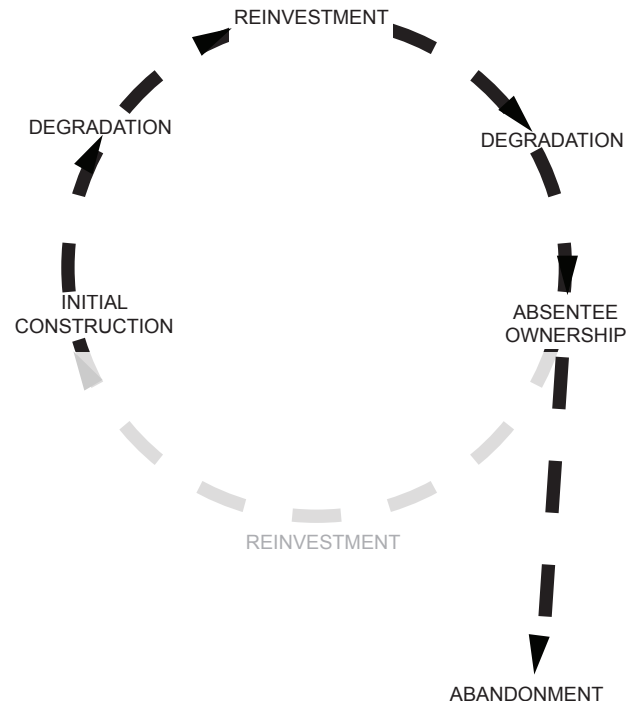 REINVESTMENT
DEGRADATION
DEGRADATION
INITIAL
CONSTRUCTION
ABSENTEE
OWNERSHIP
REINVESTMENT
ABANDONMENT